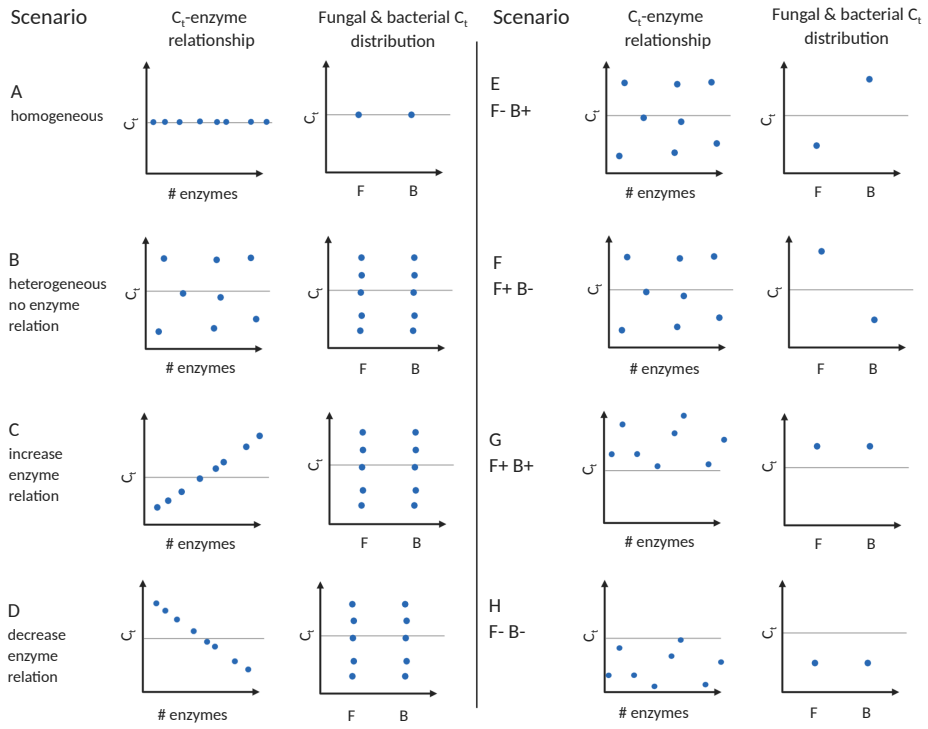 Scenario
Cₜ-enzyme
relationship
Fungal & bacterial Cₜ
distribution
Scenario
Cₜ-enzyme
relationship
Fungal & bacterial Cₜ
distribution
A
homogeneous
Cₜ
# enzymes
Cₜ
F B
B
heterogeneous
no enzyme
relation
Cₜ
# enzymes
Cₜ
F B
C
increase
enzyme
relation
Cₜ
# enzymes
Cₜ
F B
D
decrease
enzyme
relation
Cₜ
# enzymes
Cₜ
F B
E
F- B+
Cₜ
# enzymes
Cₜ
F B
F
F+ B-
Cₜ
# enzymes
Cₜ
F B
G
F+ B+
Cₜ
# enzymes
Cₜ
F B
H
F- B-
Cₜ
# enzymes
Cₜ
F B